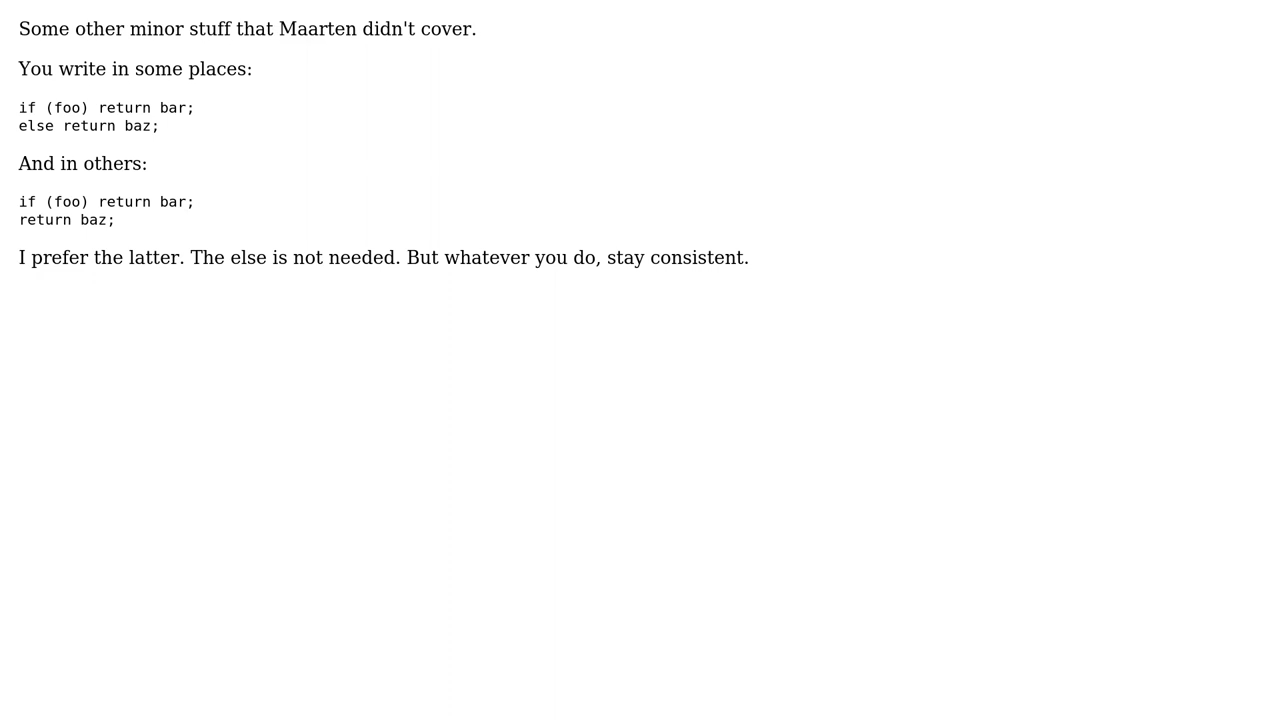 Some other minor stuff that Maarten didn't cover.
You write in some places:
if (foo) return bar;
else return baz;
And in others:
if (foo) return bar;
return baz;
I prefer the latter. The else is not needed. But whatever you do, stay consistent.